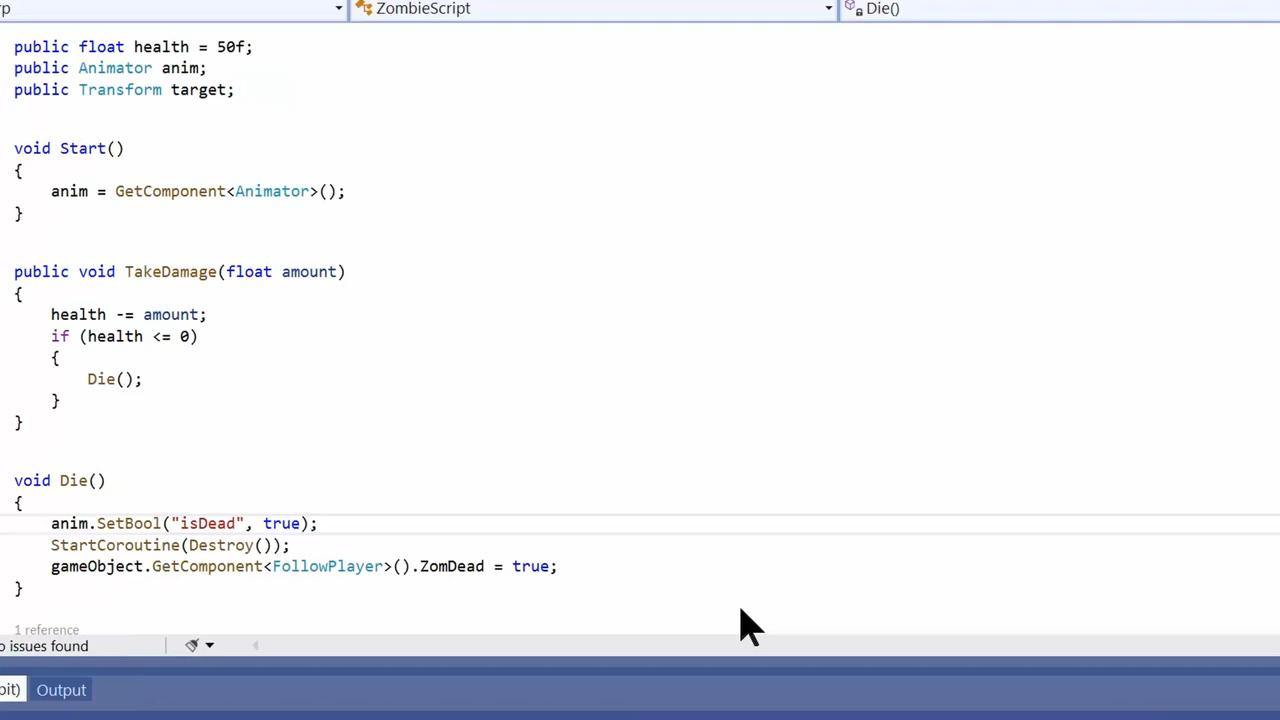 rp ZombieScript Die()
public float health = 50f;
public Animator anim;
public Transform target;
void Start()
{
anim = GetComponent<Animator>();
}
public void TakeDamage(float amount)
{
health -= amount;
if (health <= 0)
{
Die();
}
}
void Die()
{
anim.SetBool("isDead", true);
StartCoroutine(Destroy());
gameObject.GetComponent<FollowPlayer>().ZomDead = true;
}
1 reference
o issues found
bit) Output